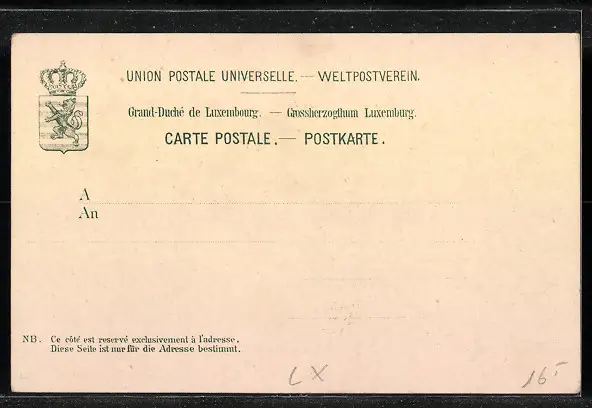 UNION POSTALE UNIVERSELLE. — WELTPOSTVEREIN.
Grand-Duché de Luxembourg. — Grossherzogthum Luxemburg.
CARTE POSTALE. — POSTKARTE.
A
An
NB. Ce côté est reservé exclusivement à l'adresse.
Diese Seite ist nur für die Adresse bestimmt.
LX 16.-